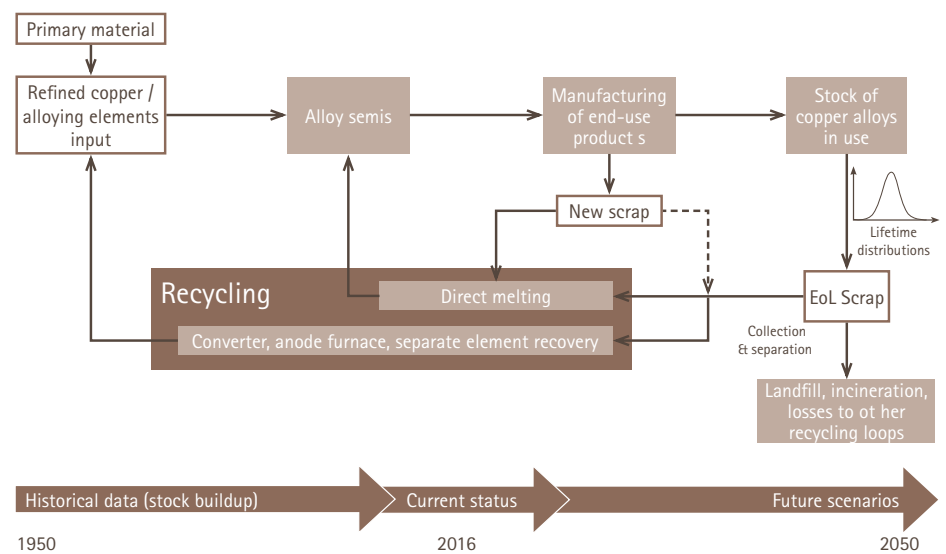 Primary material
Refined copper /
alloying elements
input
Alloy semis
Manufacturing
of end-use
product s
Stock of
copper alloys
in use
New scrap
Lifetime
distributions
Recycling
Direct melting
EoL Scrap
Converter, anode furnace, separate element recovery
Collection
& separation
Landfill, incineration,
losses to ot her
recycling loops
Historical data (stock buildup)
Current status
Future scenarios
1950
2016
2050